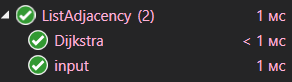 ListAdjacency (2) 1 мс
Dijkstra < 1 мс
input 1 мс